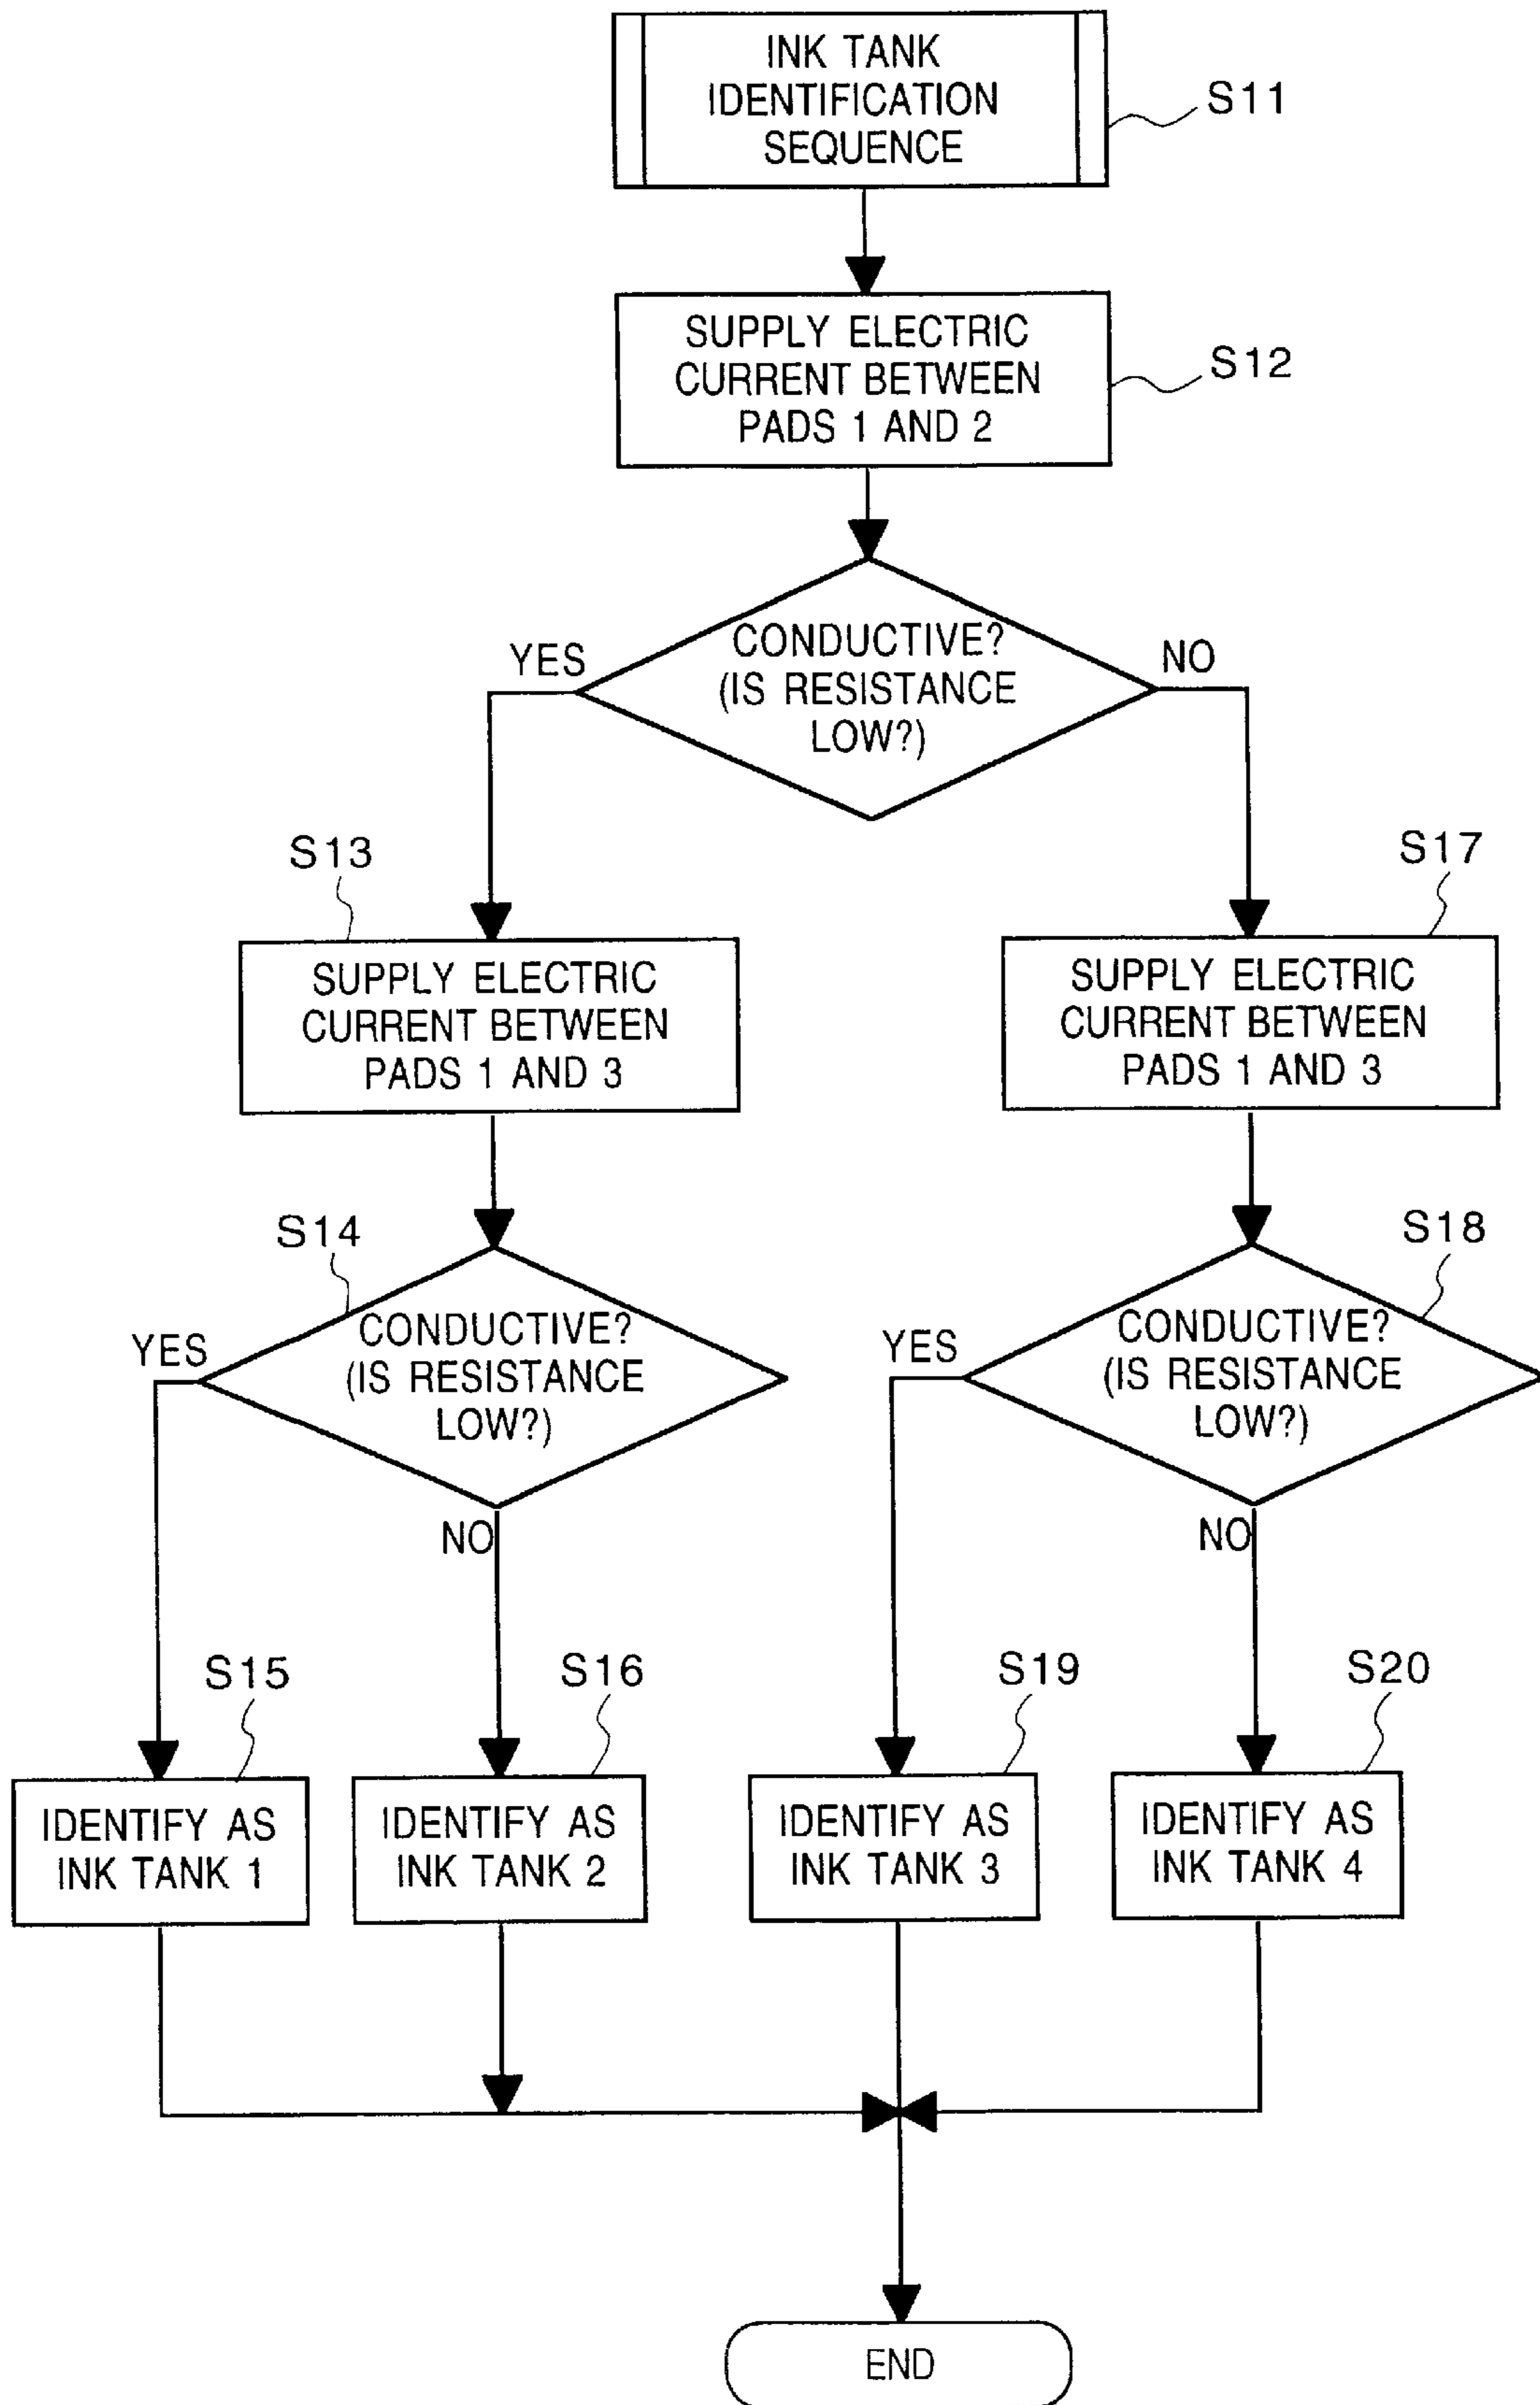 INK TANK
IDENTIFICATION
SEQUENCE
S11
SUPPLY ELECTRIC
CURRENT BETWEEN
PADS 1 AND 2
S12
CONDUCTIVE?
(IS RESISTANCE
LOW?)
YES
NO
S13
SUPPLY ELECTRIC
CURRENT BETWEEN
PADS 1 AND 3
S17
SUPPLY ELECTRIC
CURRENT BETWEEN
PADS 1 AND 3
S14
CONDUCTIVE?
(IS RESISTANCE
LOW?)
YES
NO
S18
CONDUCTIVE?
(IS RESISTANCE
LOW?)
YES
NO
S15
IDENTIFY AS
INK TANK 1
S16
IDENTIFY AS
INK TANK 2
S19
IDENTIFY AS
INK TANK 3
S20
IDENTIFY AS
INK TANK 4
END